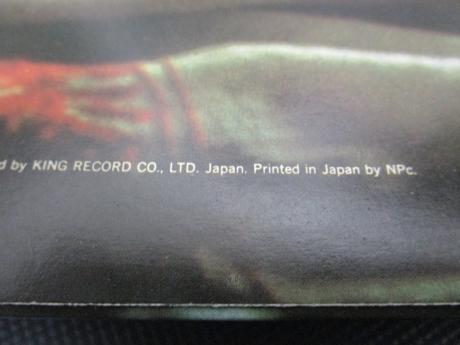 d by KING RECORD CO., LTD. Japan. Printed in Japan by NPc.